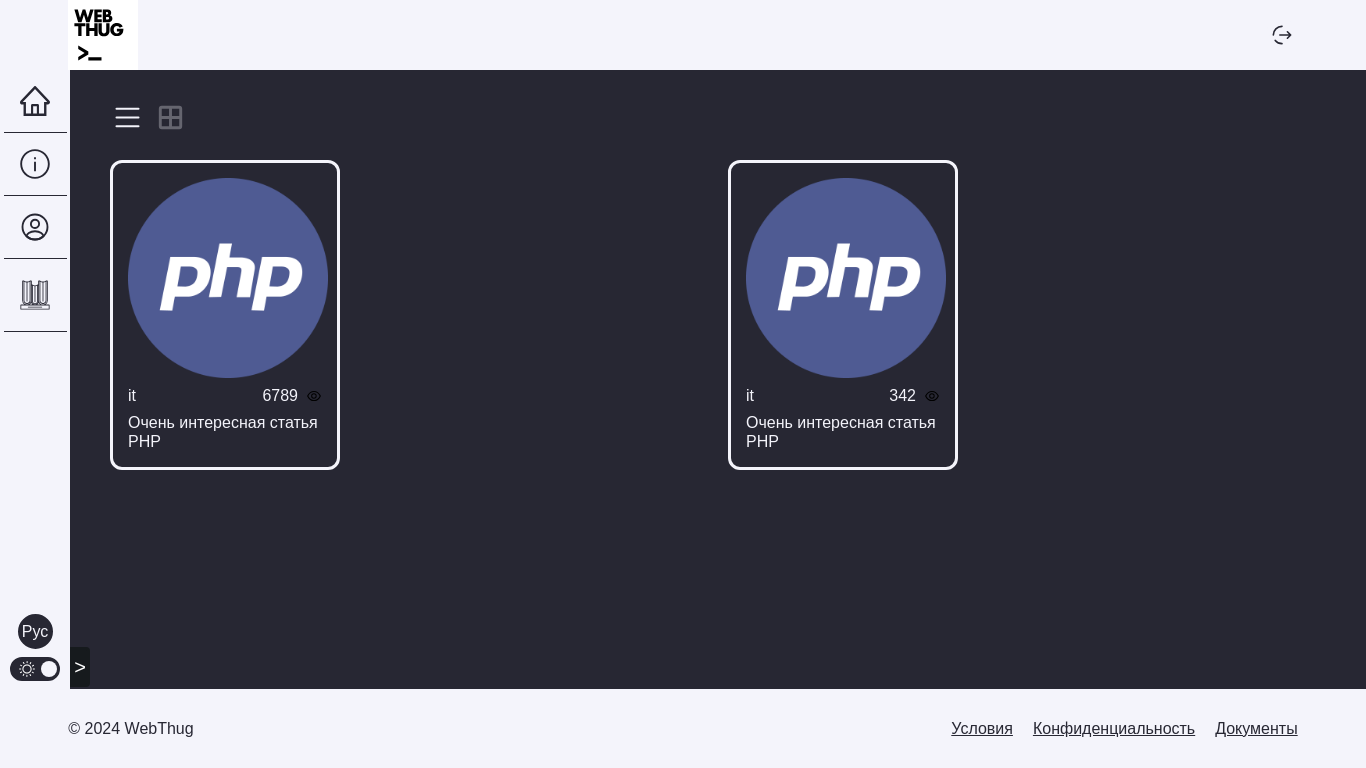 WEB
THUG
>_
php
it 6789
Очень интересная статья
PHP
php
it 342
Очень интересная статья
PHP
Рус
>
© 2024 WebThug
Условия Конфиденциальность Документы